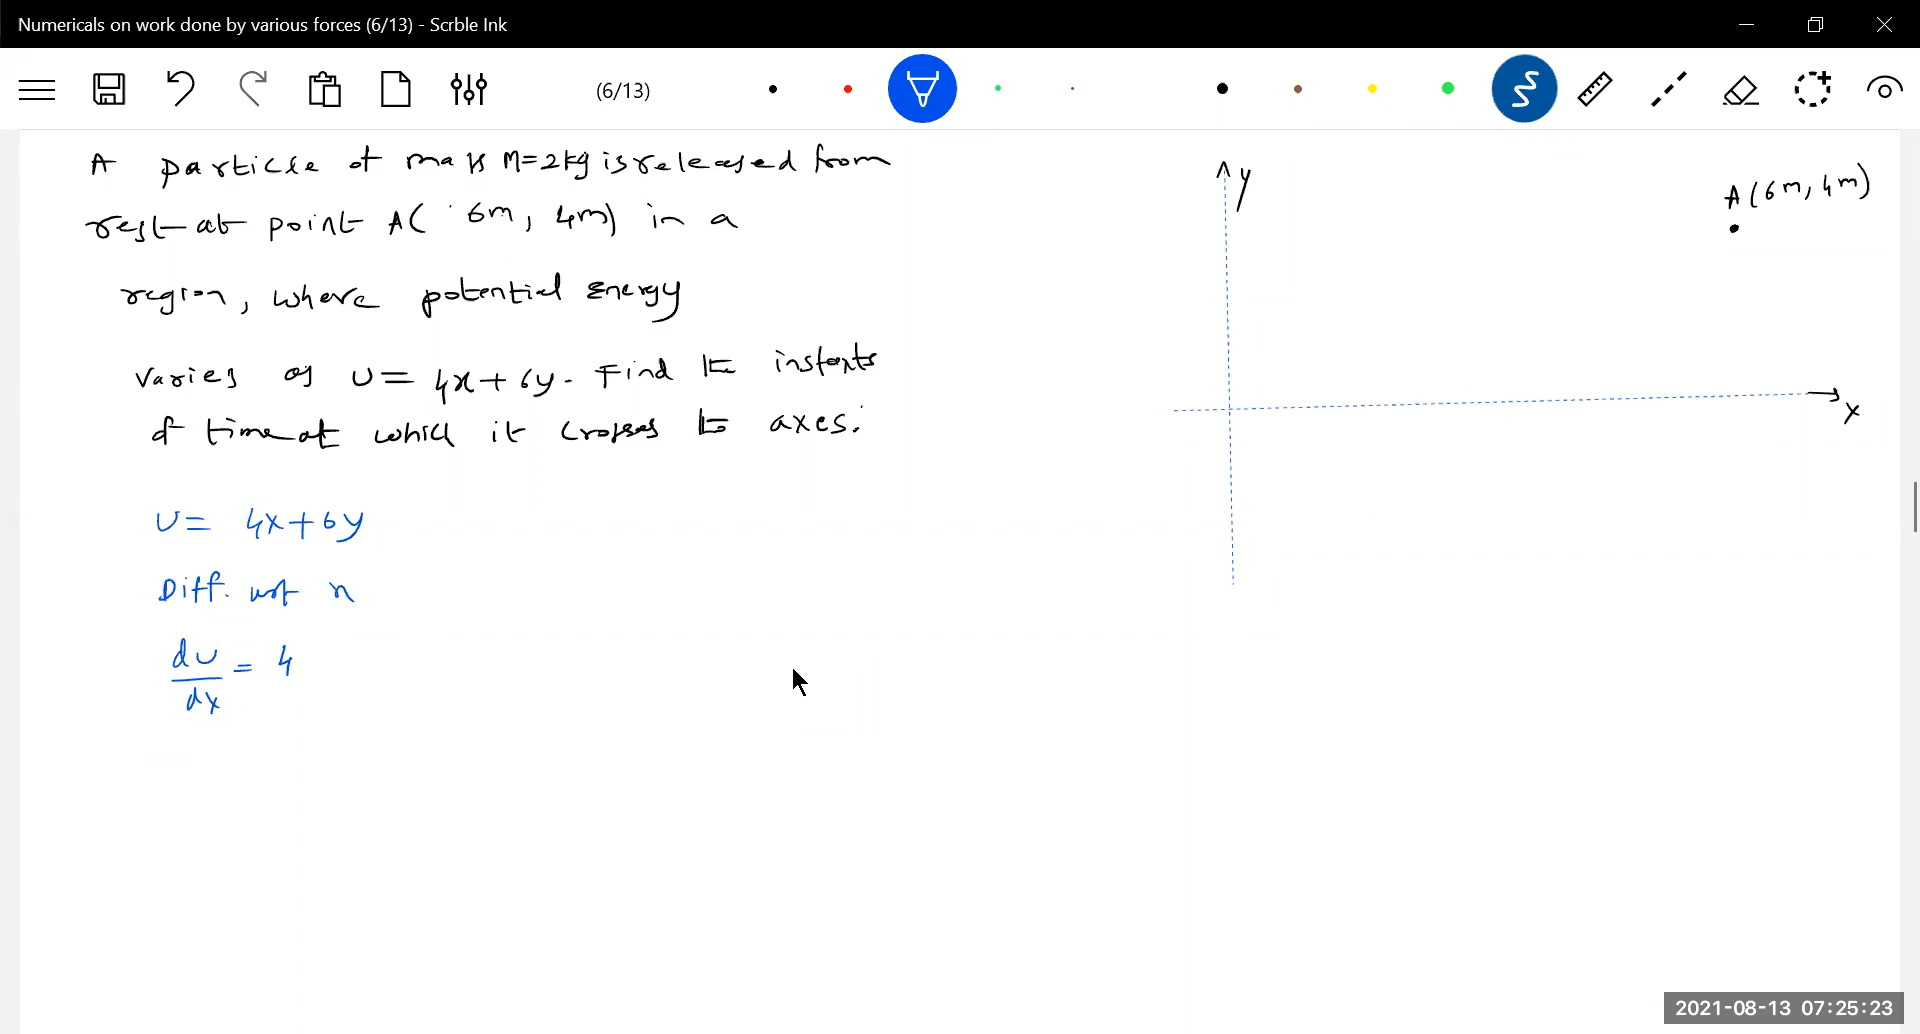 Numericals on work done by various forces (6/13) - Scrble Ink
(6/13)
A particle of mass M=2kg is released from
rest at point A( 6m, 4m) in a
region, where potential Energy
varies as U = 4x+6y. Find the instants
of time at which it crosses the axes.
U = 4x+6y
Diff. wrt x
du/dx = 4
y
A(6m, 4m)
x
2021-08-13 07:25:23